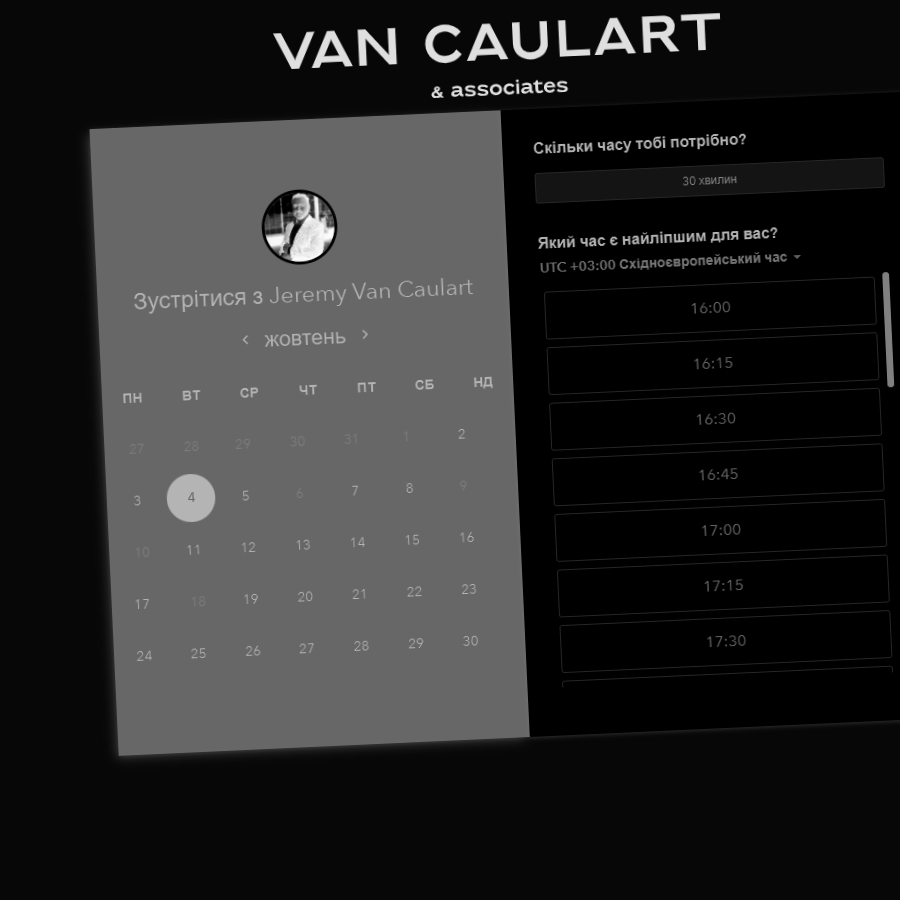 VAN CAULART
& associates
Зустрітися з Jeremy Van Caulart
жовтень
ПН ВТ СР ЧТ ПТ СБ НД
27 28 29 30 31 1 2
3 4 5 6 7 8 9
10 11 12 13 14 15 16
17 18 19 20 21 22 23
24 25 26 27 28 29 30
Скільки часу тобі потрібно?
30 хвилин
Який час є найліпшим для вас?
UTC +03:00 Східноєвропейський час
16:00
16:15
16:30
16:45
17:00
17:15
17:30